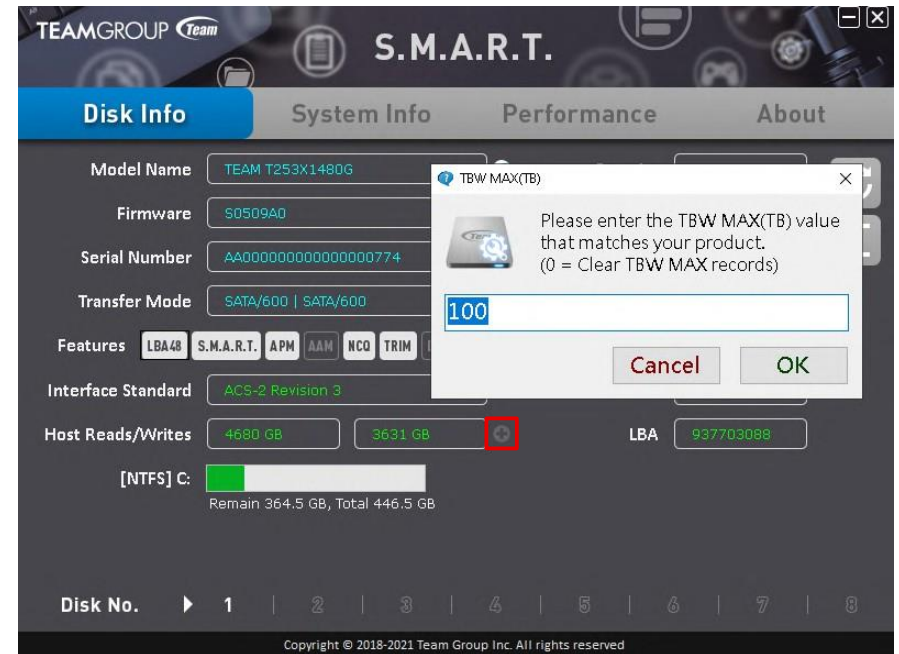 TEAMGROUP Team
S.M.A.R.T.
Disk Info System Info Performance About
Model Name TEAM T253X1480G
Firmware S0509A0
Serial Number AA000000000000000774
Transfer Mode SATA/600 | SATA/600
Features LBA48 S.M.A.R.T. APM AAM NCQ TRIM
Interface Standard ACS-2 Revision 3
Host Reads/Writes 4680 GB 3631 GB LBA 937703088
[NTFS] C:
Remain 364.5 GB, Total 446.5 GB
TBW MAX(TB)
Please enter the TBW MAX(TB) value
that matches your product.
(0 = Clear TBW MAX records)
100
Cancel OK
Disk No. 1 | 2 | 3 | 4 | 5 | 6 | 7 | 8
Copyright © 2018-2021 Team Group Inc. All rights reserved